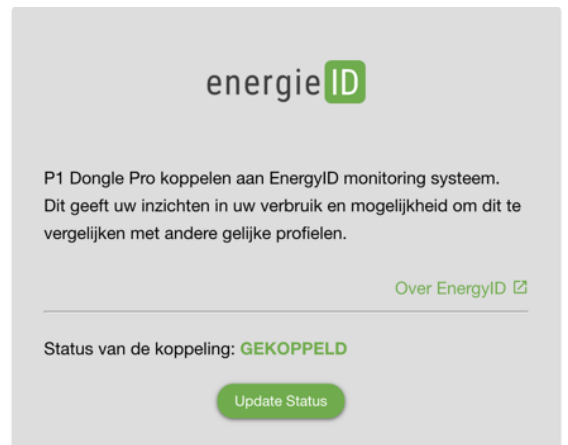 energieID
P1 Dongle Pro koppelen aan EnergyID monitoring systeem.
Dit geeft uw inzichten in uw verbruik en mogelijkheid om dit te
vergelijken met andere gelijke profielen.
Over EnergyID
Status van de koppeling: GEKOPPELD
Update Status